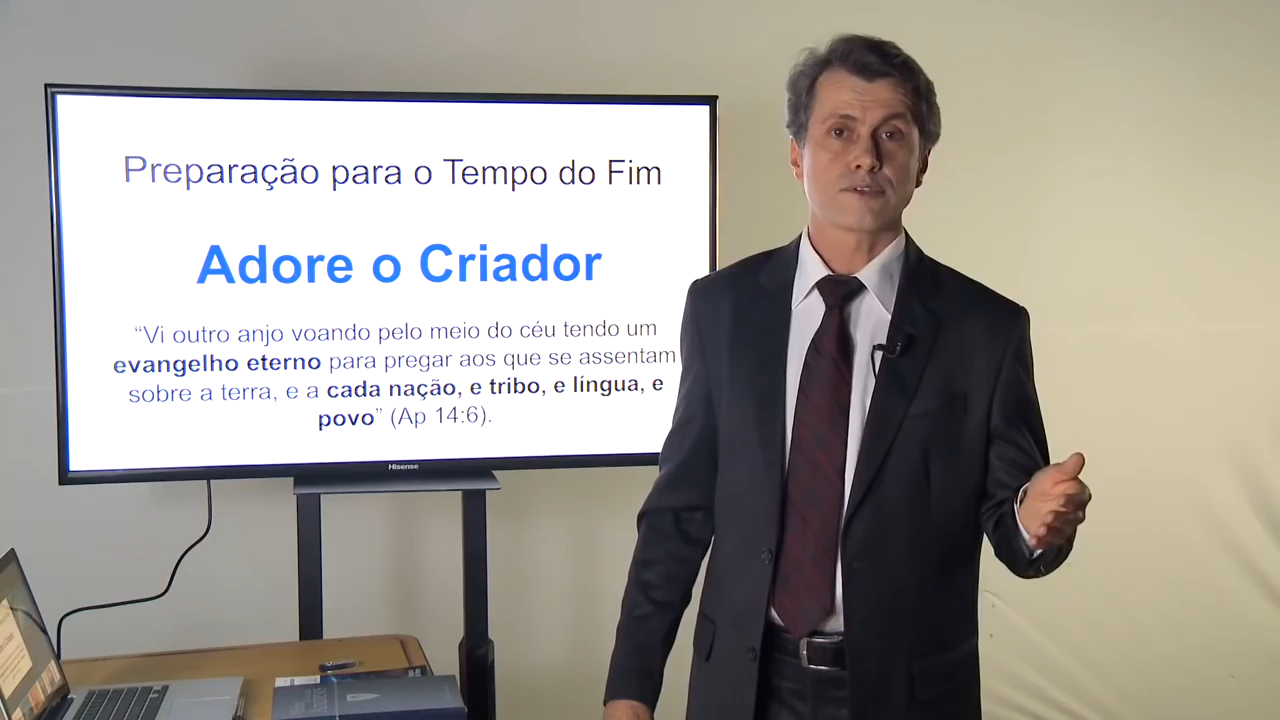 Preparação para o Tempo do Fim
Adore o Criador
“Vi outro anjo voando pelo meio do céu tendo um
evangelho eterno para pregar aos que se assentam
sobre a terra, e a cada nação, e tribo, e língua, e
povo” (Ap 14:6).
Hisense